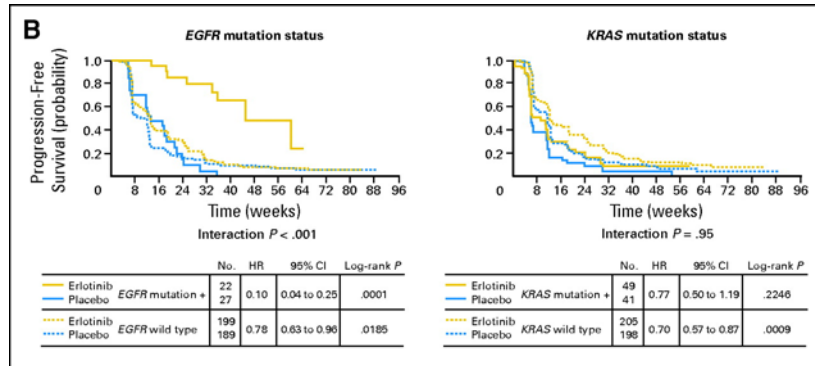 B
EGFR mutation status
KRAS mutation status
Progression-Free
Survival (probability)
1.0
0.8
0.6
0.4
0.2
0 8 16 24 32 40 48 56 64 72 80 88 96
Time (weeks)
Interaction P < .001
1.0
0.8
0.6
0.4
0.2
0 8 16 24 32 40 48 56 64 72 80 88 96
Time (weeks)
Interaction P = .95
No. HR 95% CI Log-rank P
Erlotinib 22
Placebo EGFR mutation + 27 0.10 0.04 to 0.25 .0001
Erlotinib 199
Placebo EGFR wild type 189 0.78 0.63 to 0.96 .0185
No. HR 95% CI Log-rank P
Erlotinib 49
Placebo KRAS mutation + 41 0.77 0.50 to 1.19 .2246
Erlotinib 205
Placebo KRAS wild type 198 0.70 0.57 to 0.87 .0009